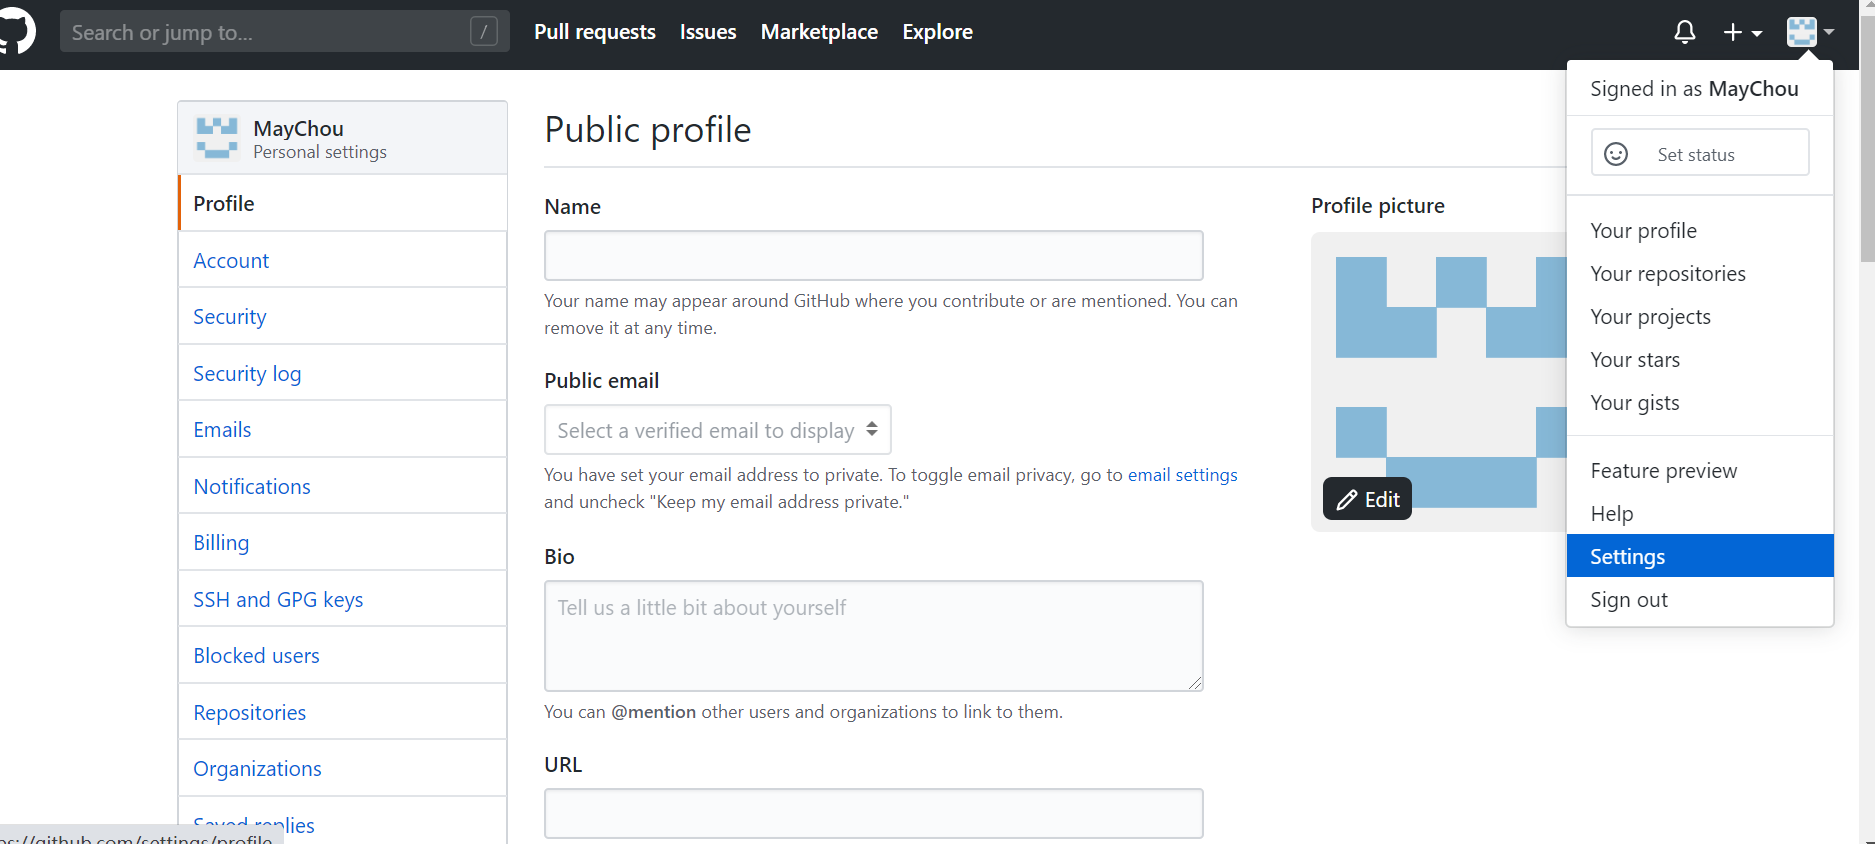 Search or jump to...
/
Pull requests
Issues
Marketplace
Explore
MayChou
Personal settings
Profile
Account
Security
Security log
Emails
Notifications
Billing
SSH and GPG keys
Blocked users
Repositories
Organizations
Saved replies
Public profile
Name
Your name may appear around GitHub where you contribute or are mentioned. You can
remove it at any time.
Public email
Select a verified email to display
You have set your email address to private. To toggle email privacy, go to email settings
and uncheck "Keep my email address private."
Bio
Tell us a little bit about yourself
You can @mention other users and organizations to link to them.
URL
Profile picture
Edit
Signed in as MayChou
Set status
Your profile
Your repositories
Your projects
Your stars
Your gists
Feature preview
Help
Settings
Sign out
ps://github.com/settings/profile